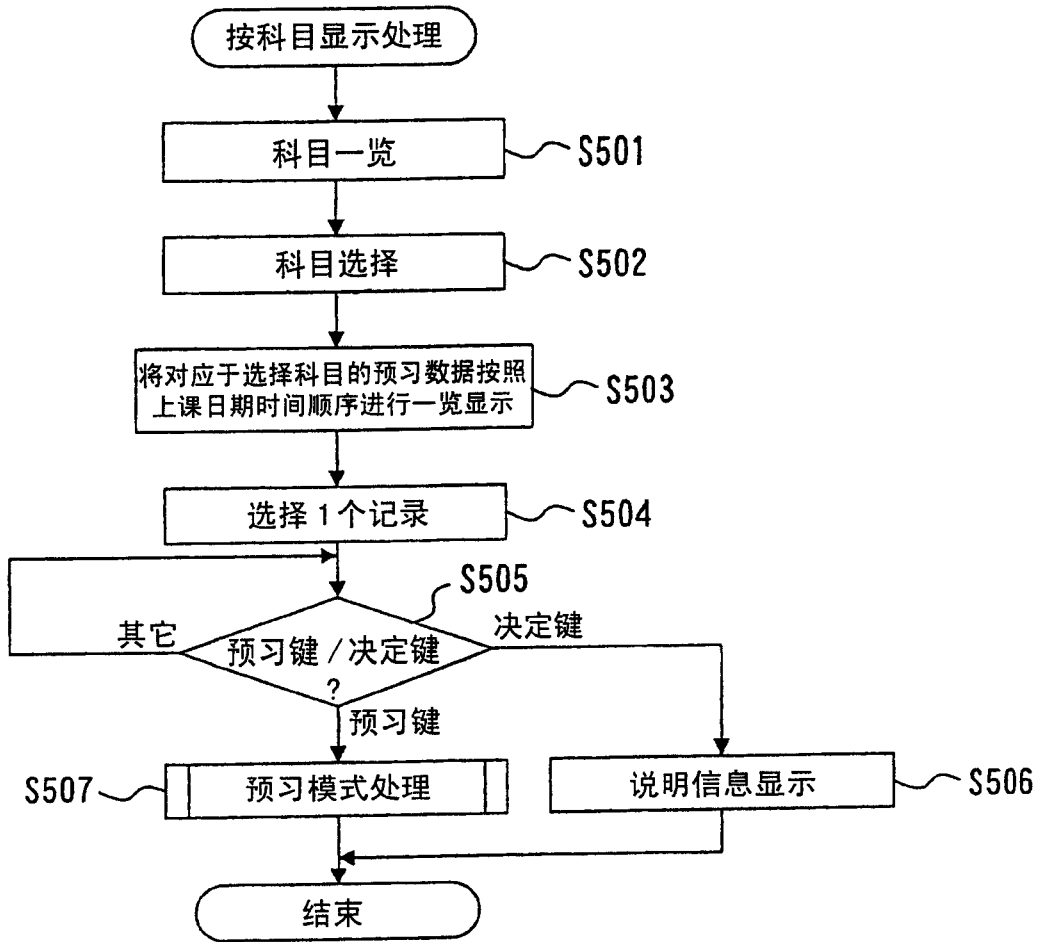 按科目显示处理
科目一览
S501
科目选择
S502
将对应于选择科目的预习数据按照
上课日期时间顺序进行一览显示
S503
选择1个记录
S504
S505
其它
预习键/决定键
?
决定键
预习键
S507
预习模式处理
说明信息显示
S506
结束